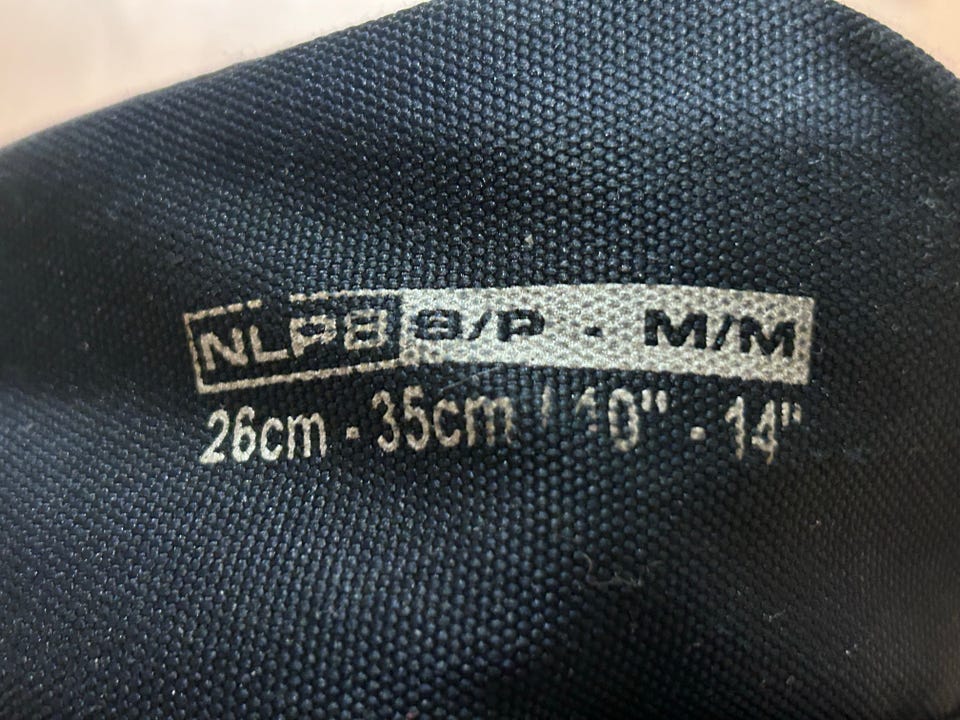 NLPB S/P - M/M
26cm - 35cm / 10" - 14"